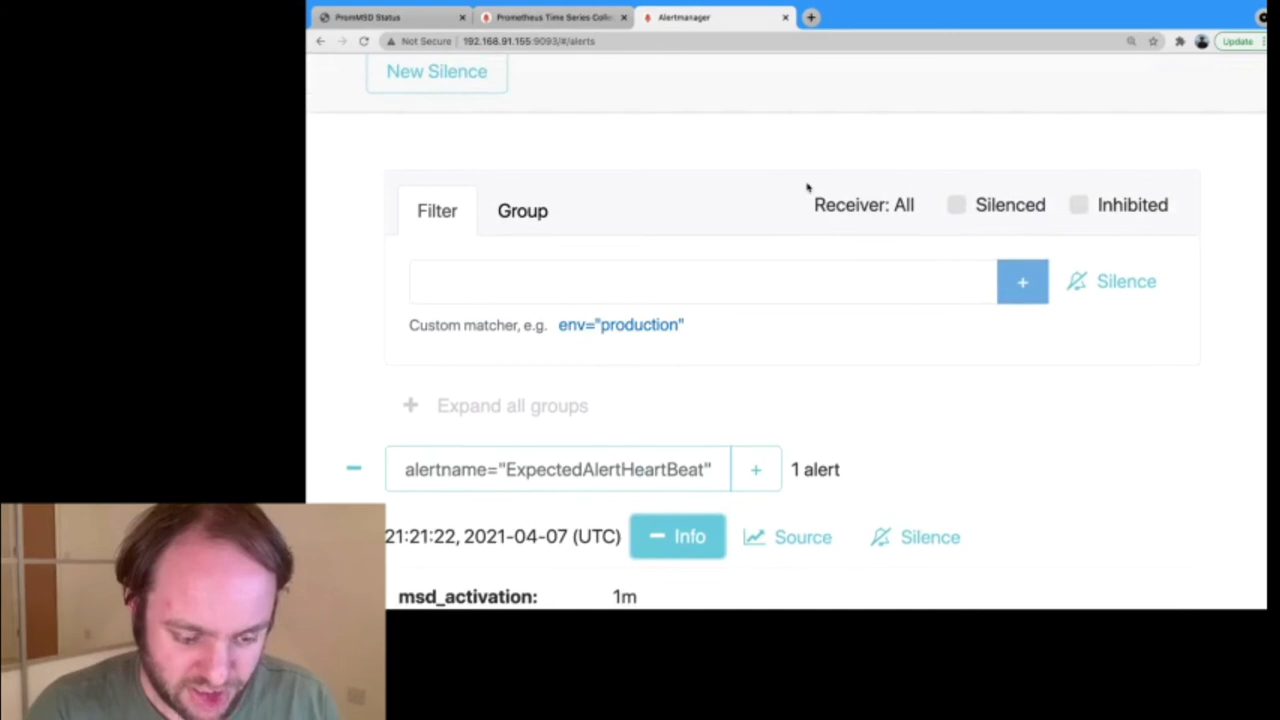 PromMSD Status
Prometheus Time Series Colle
Alertmanager
Not Secure 192.168.91.155:9093/#/alerts
Update
New Silence
Filter
Group
Receiver: All
Silenced
Inhibited
+
Silence
Custom matcher, e.g. env="production"
+ Expand all groups
alertname="ExpectedAlertHeartBeat" + 1 alert
21:21:22, 2021-04-07 (UTC)
Info
Source
Silence
msd_activation: 1m